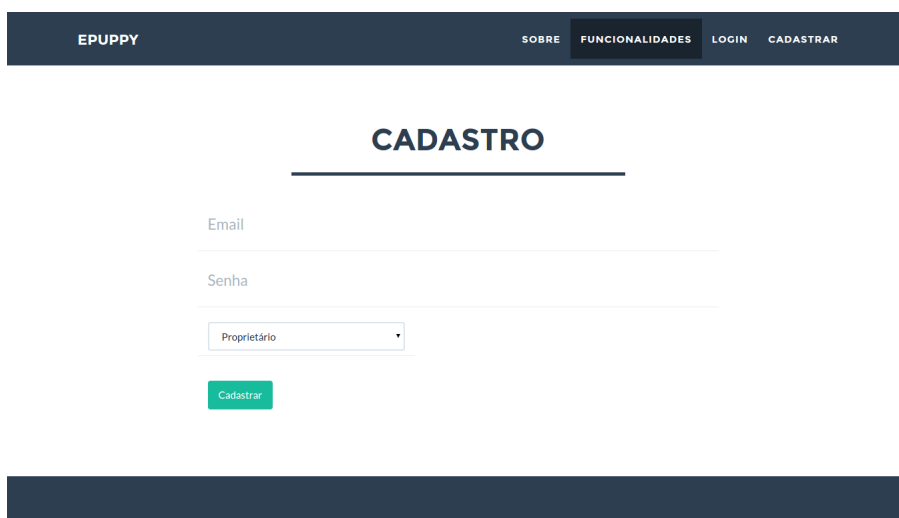 EPUPPY SOBRE FUNCIONALIDADES LOGIN CADASTRAR
CADASTRO
Email
Senha
Proprietário
Cadastrar